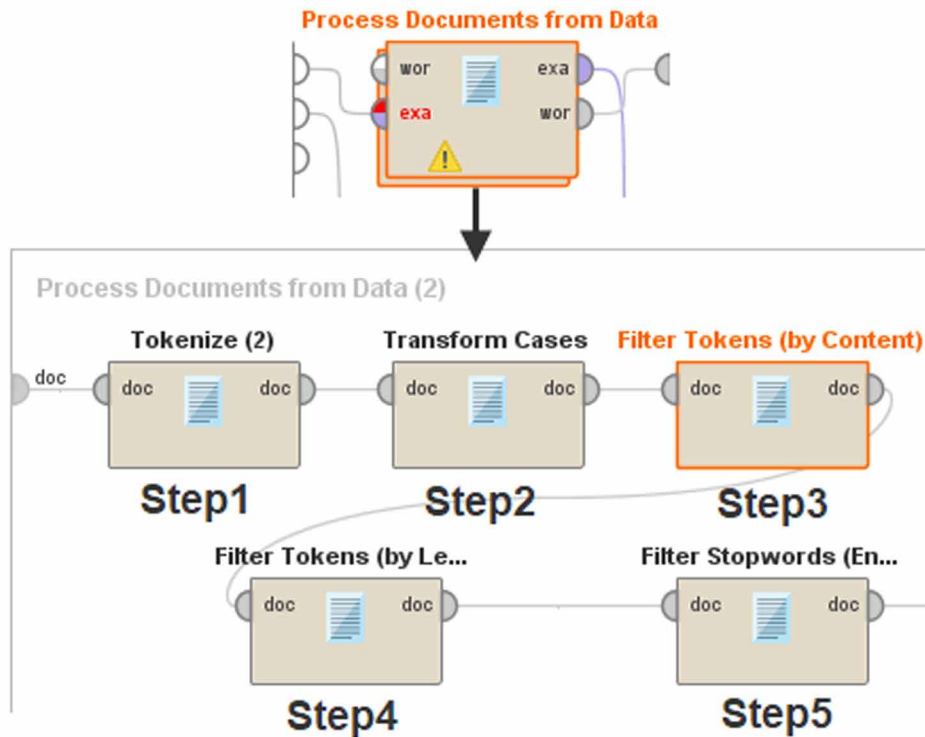 Process Documents from Data
wor exa
exa wor
Process Documents from Data (2)
Tokenize (2) Transform Cases Filter Tokens (by Content)
doc doc doc doc doc doc doc
Step1 Step2 Step3
Filter Tokens (by Le... Filter Stopwords (En...
doc doc doc doc
Step4 Step5